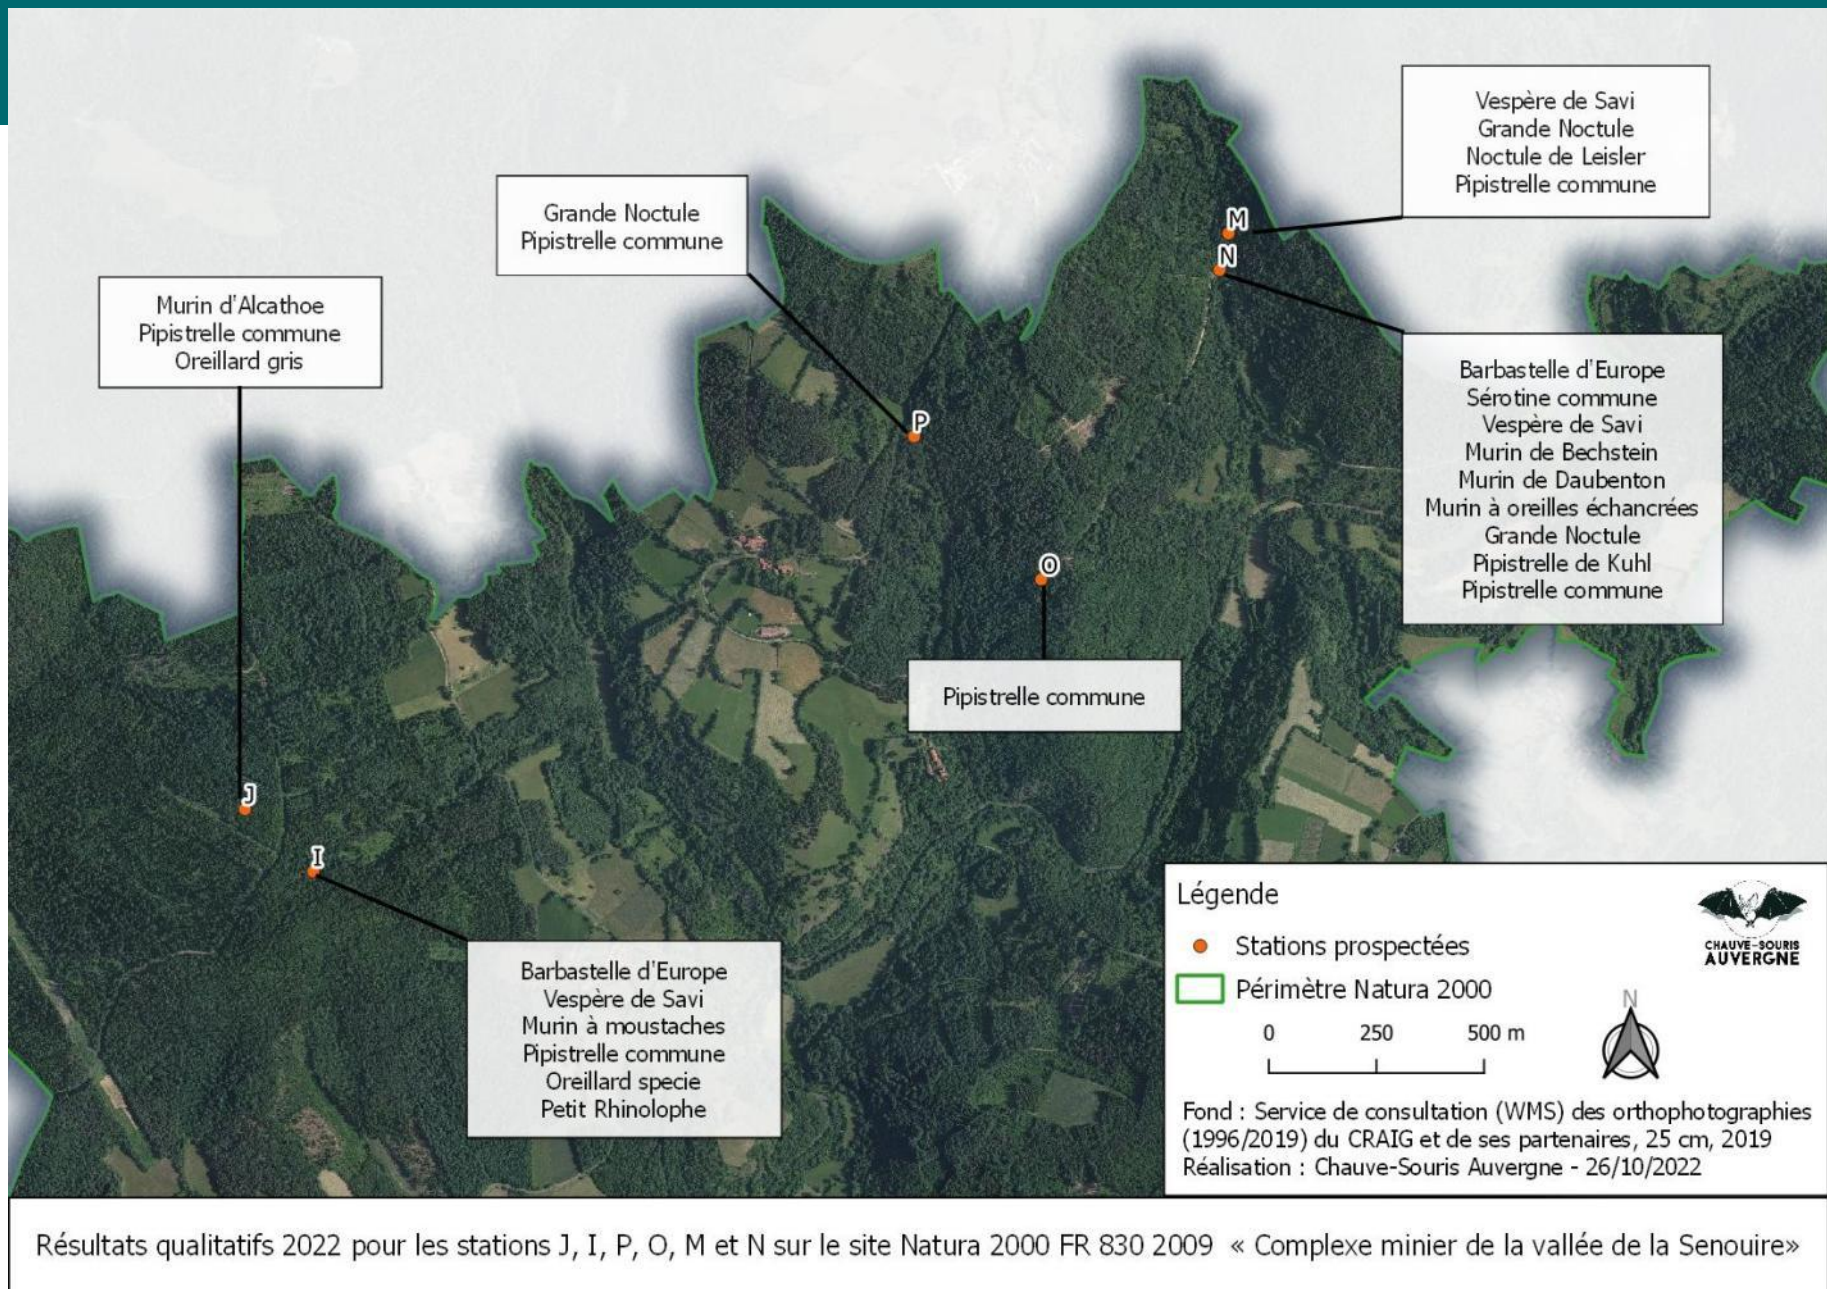 Vespère de Savi
Grande Noctule
Noctule de Leisler
Pipistrelle commune
Grande Noctule
Pipistrelle commune
M
N
Murin d'Alcathoe
Pipistrelle commune
Oreillard gris
Barbastelle d'Europe
Sérotine commune
Vespère de Savi
Murin de Bechstein
Murin de Daubenton
Murin à oreilles échancrées
Grande Noctule
Pipistrelle de Kuhl
Pipistrelle commune
P
O
Pipistrelle commune
J
I
Barbastelle d'Europe
Vespère de Savi
Murin à moustaches
Pipistrelle commune
Oreillard specie
Petit Rhinolophe
Légende
Stations prospectées
Périmètre Natura 2000
CHAUVE-SOURIS
AUVERGNE
N
0 250 500 m
Fond : Service de consultation (WMS) des orthophotographies
(1996/2019) du CRAIG et de ses partenaires, 25 cm, 2019
Réalisation : Chauve-Souris Auvergne - 26/10/2022
Résultats qualitatifs 2022 pour les stations J, I, P, O, M et N sur le site Natura 2000 FR 830 2009 « Complexe minier de la vallée de la Senouire»